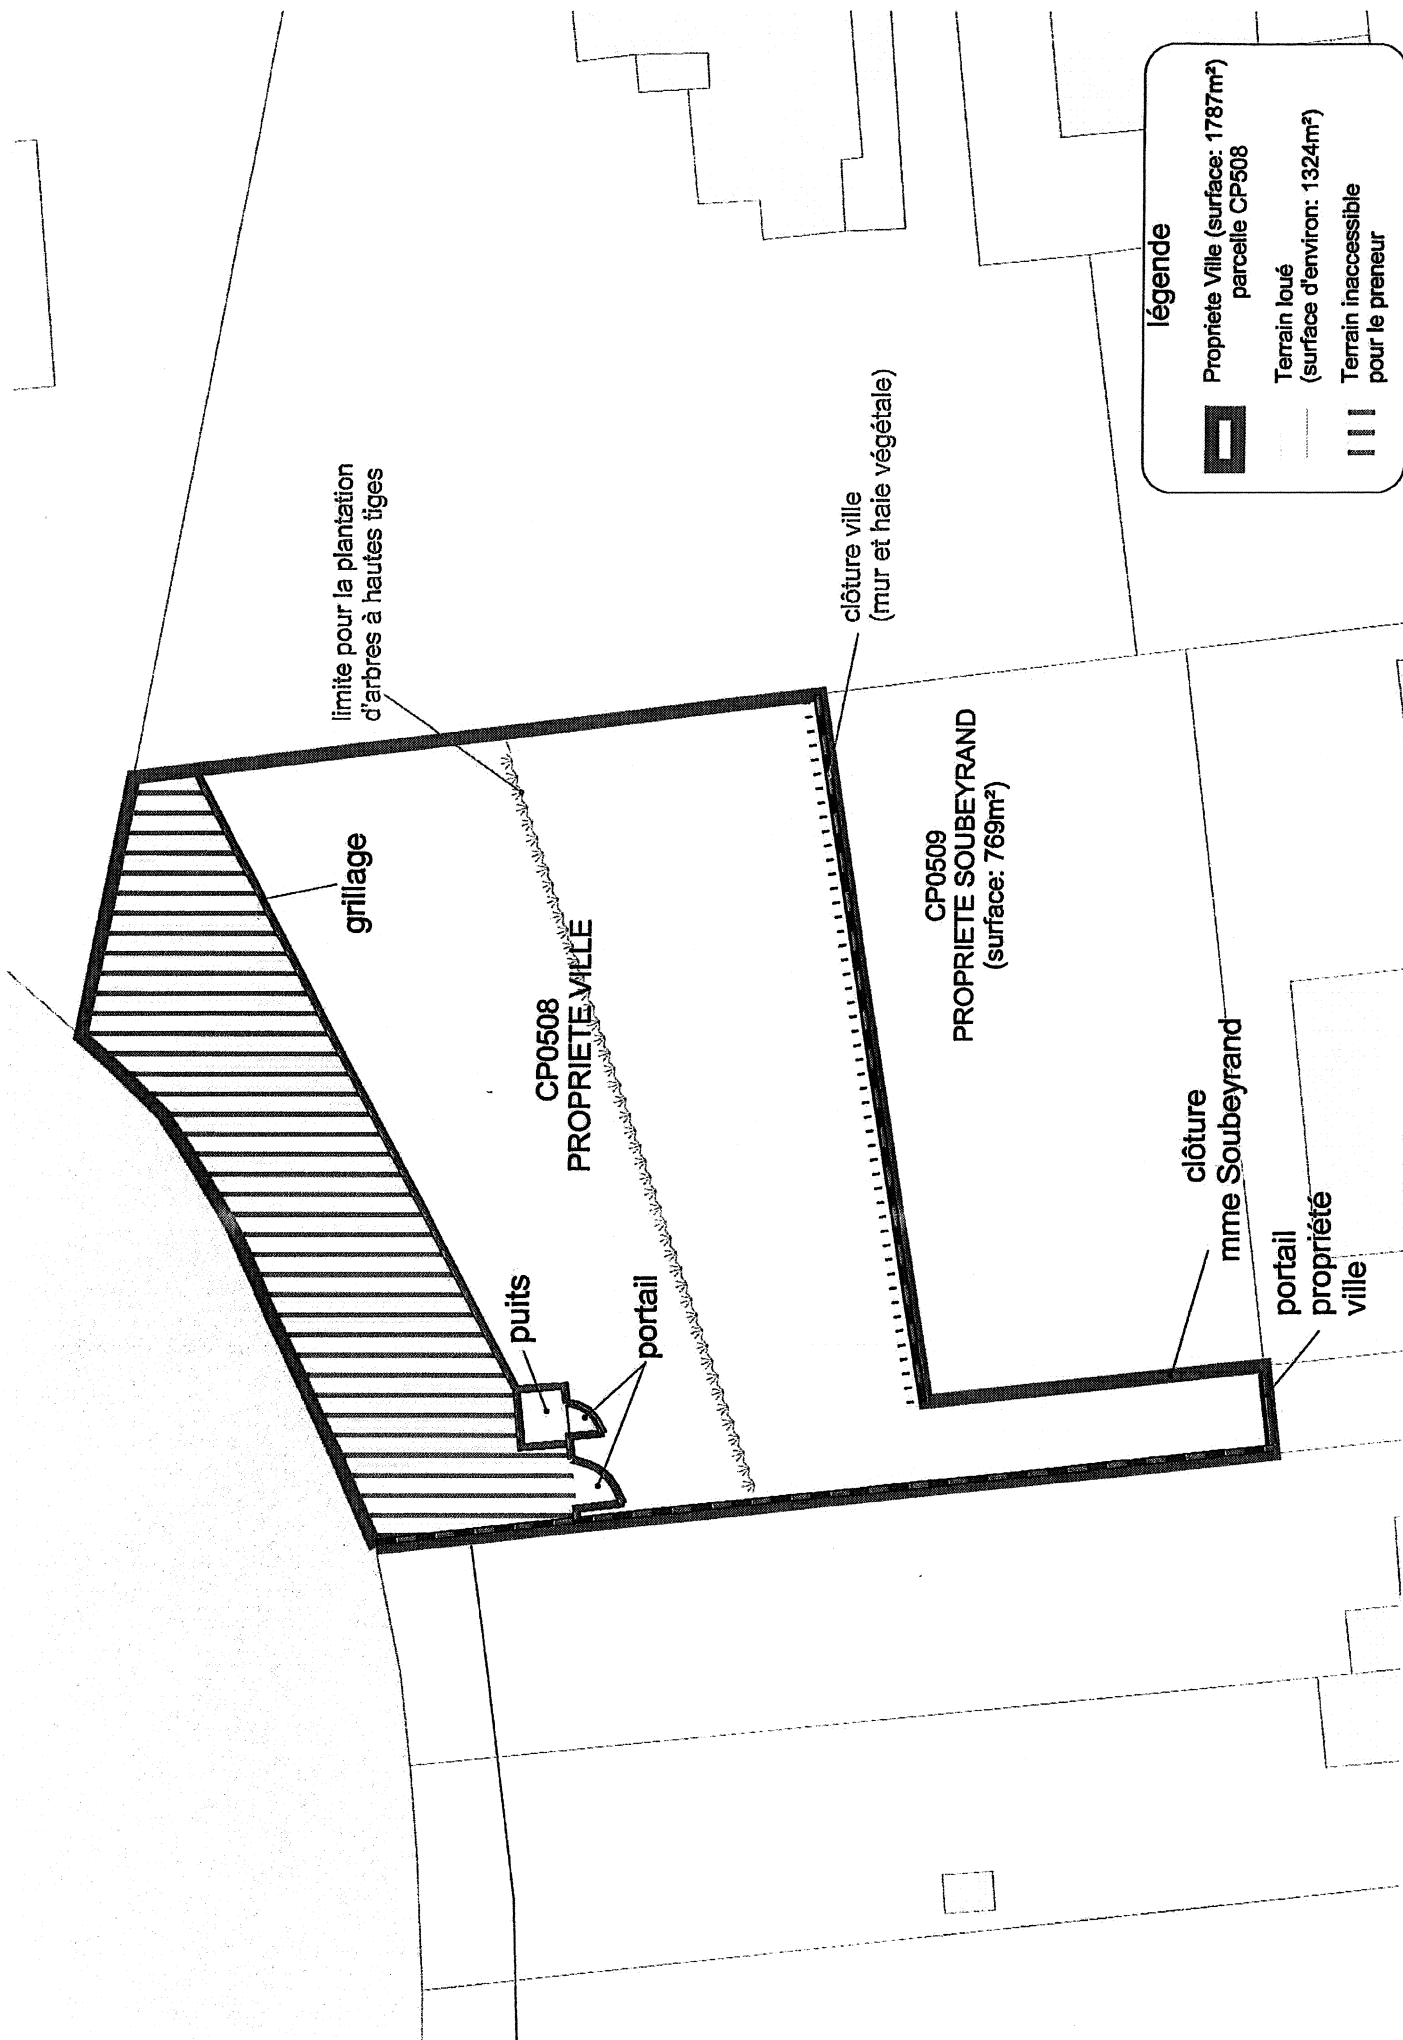 limite pour la plantation
d'arbres à hautes tiges
grillage
CP0508
PROPRIETE VILLE
puits
portail
clôture ville
(mur et haie végétale)
CP0509
PROPRIETE SOUBEYRAND
(surface: 769m²)
clôture
mme Soubeyrand
portail
propriété
ville
légende
Propriete Ville (surface: 1787m²)
parcelle CP508
Terrain loué
(surface d'environ: 1324m²)
Terrain inaccessible
pour le preneur